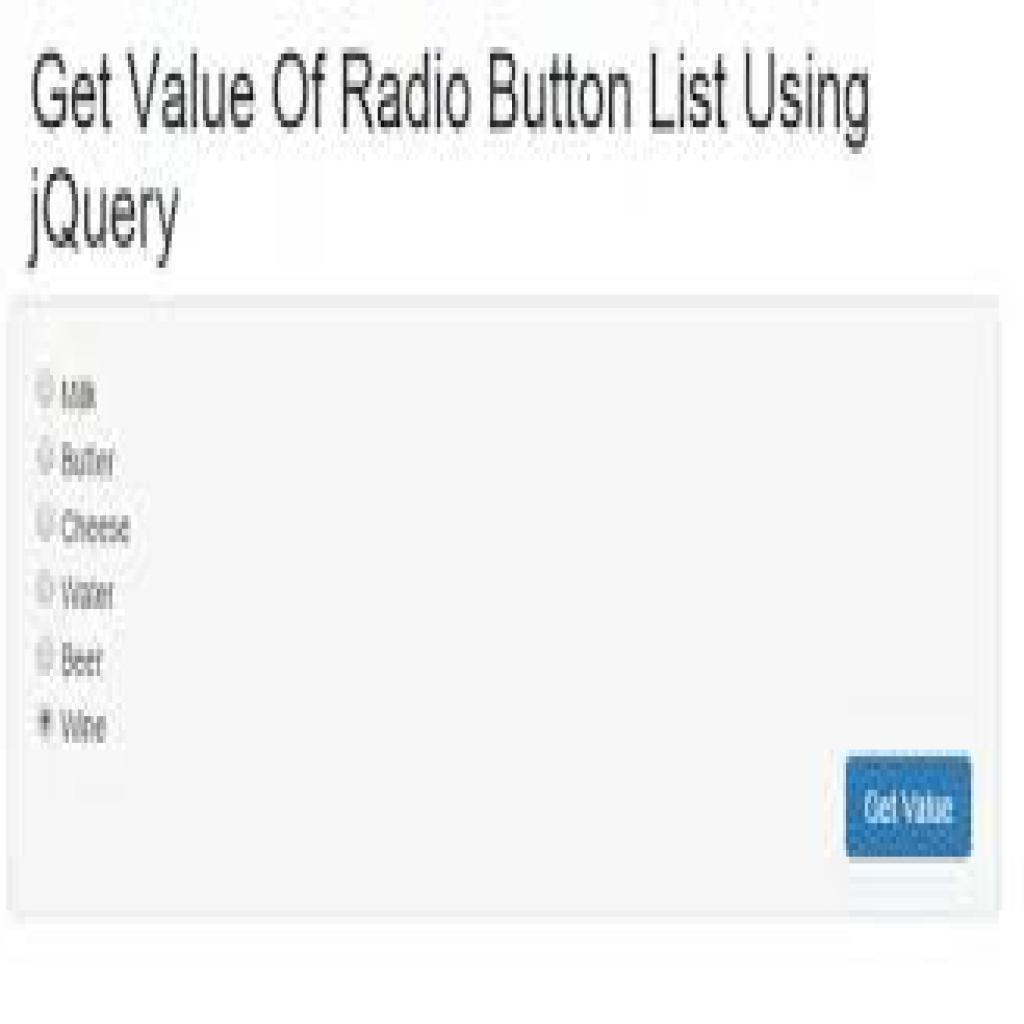 Get Value Of Radio Button List Using
jQuery
Milk
Butter
Cheese
Water
Beer
Wine
Get Value